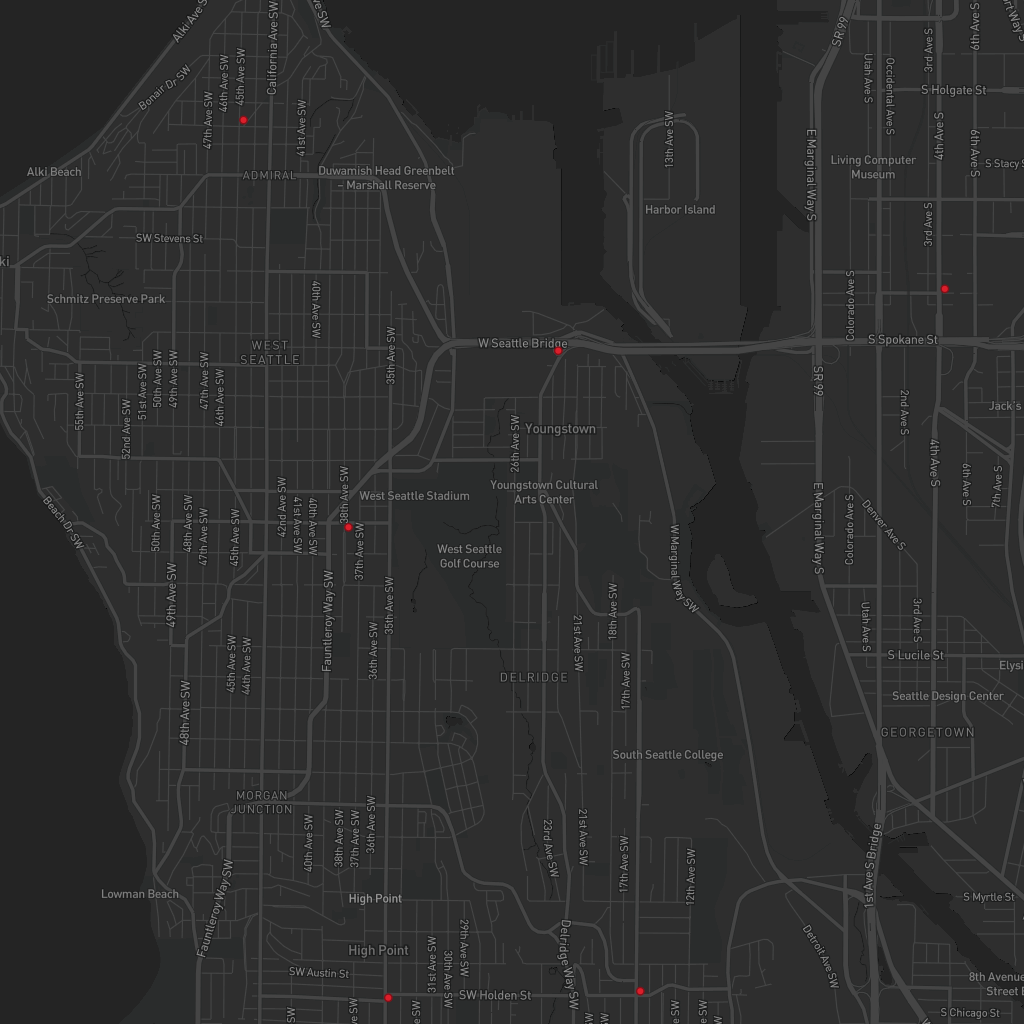 Alki Ave S
California Ave SW
ve SW
SR 99
3rd Ave S
6th Ave S
Bonair Dr SW
46th Ave SW
45th Ave SW
47th Ave SW
41st Ave SW
13th Ave SW
E Marginal Way S
Utah Ave S
Occidental Ave S
S Holgate St
4th Ave S
6th Ave S
Living Computer
Museum
S Stacy S
Alki Beach
ADMIRAL
Duwamish Head Greenbelt
– Marshall Reserve
Harbor Island
3rd Ave S
SW Stevens St
ki
Schmitz Preserve Park
40th Ave SW
Colorado Ave S
WEST
SEATTLE
35th Ave SW
W Seattle Bridge
S Spokane St
SR 99
55th Ave SW
52nd Ave SW
51st Ave SW
50th Ave SW
49th Ave SW
47th Ave SW
46th Ave SW
26th Ave SW
Youngstown
2nd Ave S
Jack's
4th Ave S
6th Ave S
7th Ave S
Youngstown Cultural
Arts Center
West Seattle Stadium
Beach Dr SW
50th Ave SW
48th Ave SW
47th Ave SW
45th Ave SW
42nd Ave SW
41st Ave SW
40th Ave SW
38th Ave SW
37th Ave SW
West Seattle
Golf Course
W Marginal Way SW
E Marginal Way S
Colorado Ave S
Denver Ave S
49th Ave SW
Fauntleroy Way SW
35th Ave SW
36th Ave SW
21st Ave SW
18th Ave SW
17th Ave SW
Utah Ave S
3rd Ave S
S Lucile St
Elysi
45th Ave SW
44th Ave SW
48th Ave SW
DELRIDGE
Seattle Design Center
GEORGETOWN
South Seattle College
MORGAN
JUNCTION
40th Ave SW
38th Ave SW
37th Ave SW
36th Ave SW
23rd Ave SW
21st Ave SW
17th Ave SW
12th Ave SW
1st Ave S Bridge
Lowman Beach
Fauntleroy Way SW
High Point
S Myrtle St
High Point
29th Ave SW
31st Ave SW
30th Ave SW
Delridge Way SW
Detroit Ave SW
SW Austin St
SW Holden St
8th Avenue
Street E
S Chicago St